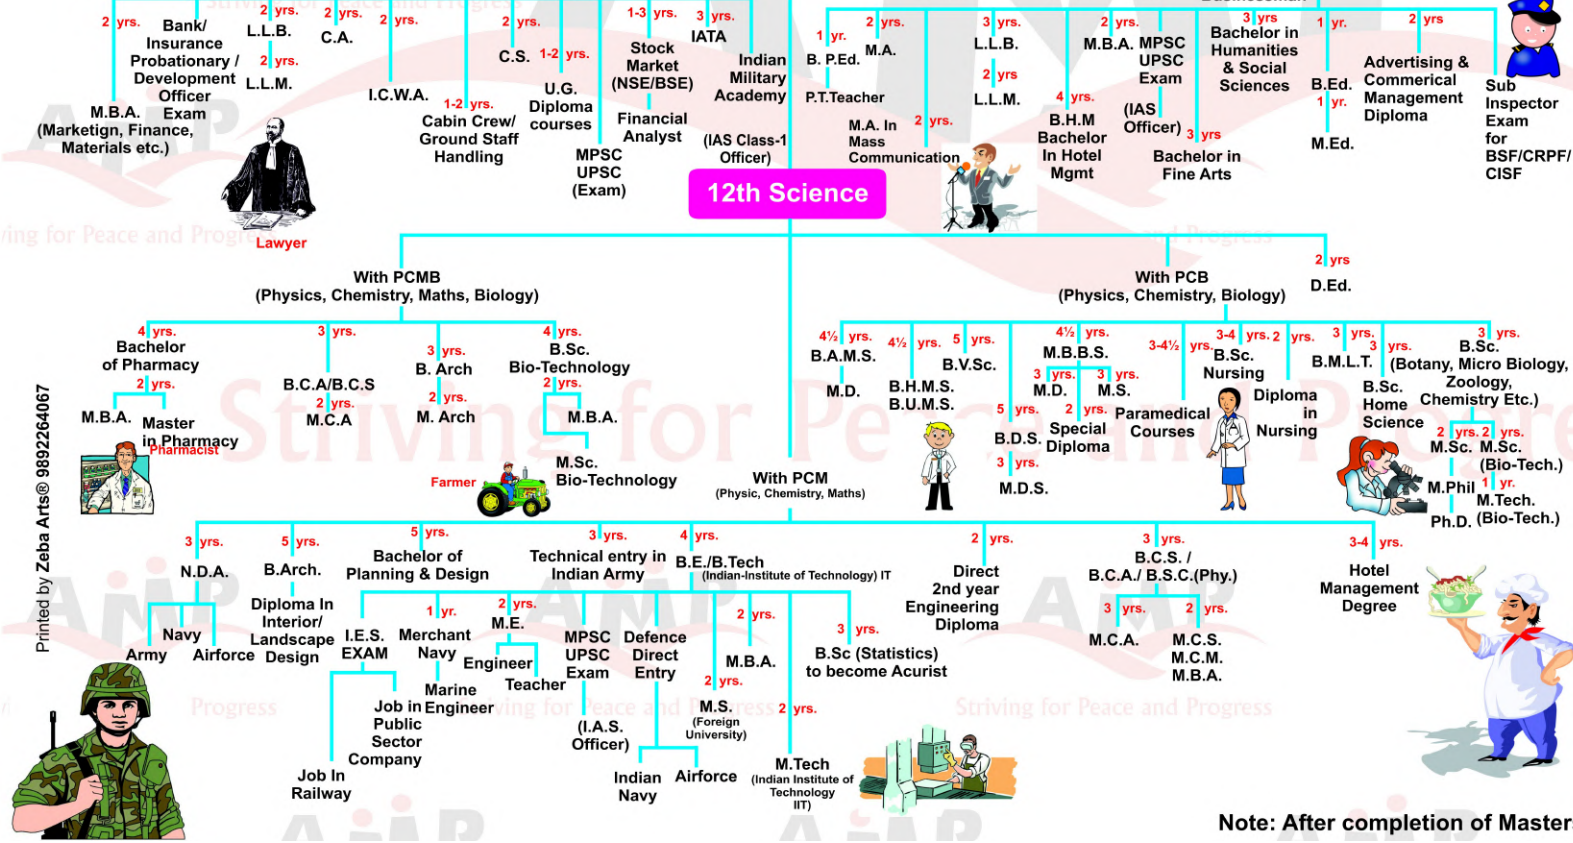 2 yrs.
Bank/
Insurance
Probationary /
Development
Officer
Exam
M.B.A.
(Marketign, Finance,
Materials etc.)
2 yrs.
L.L.B.
2 yrs.
L.L.M.
2 yrs.
C.A.
2 yrs.
I.C.W.A.
1-2 yrs.
Cabin Crew/
Ground Staff
Handling
2 yrs.
C.S.
1-2 yrs.
U.G.
Diploma
courses
MPSC
UPSC
(Exam)
1-3 yrs.
Stock
Market
(NSE/BSE)
Financial
Analyst
3 yrs.
IATA
Indian
Military
Academy
(IAS Class-1
Officer)
1 yr.
B. P.Ed.
P.T.Teacher
2 yrs.
M.A.
M.A. In
Mass
Communication
2 yrs.
3 yrs.
L.L.B.
2 yrs
L.L.M.
4 yrs.
B.H.M
Bachelor
In Hotel
Mgmt
2 yrs.
M.B.A.
MPSC
UPSC
Exam
(IAS
Officer)
3 yrs
Bachelor in
Fine Arts
3 yrs
Bachelor in
Humanities
& Social
Sciences
1 yr.
B.Ed.
1 yr.
M.Ed.
2 yrs
Advertising &
Commerical
Management
Diploma
Sub
Inspector
Exam
for
BSF/CRPF/
CISF
Lawyer
12th Science
With PCMB
(Physics, Chemistry, Maths, Biology)
4 yrs.
Bachelor
of Pharmacy
2 yrs.
M.B.A.
Master
in Pharmacy
Pharmacist
3 yrs.
B.C.A/B.C.S
2 yrs.
M.C.A
3 yrs.
B. Arch
2 yrs.
M. Arch
4 yrs.
B.Sc.
Bio-Technology
2 yrs.
M.B.A.
M.Sc.
Bio-Technology
Farmer
With PCB
(Physics, Chemistry, Biology)
2 yrs
D.Ed.
4½ yrs.
B.A.M.S.
M.D.
4½ yrs.
B.H.M.S.
B.U.M.S.
5 yrs.
B.V.Sc.
5 yrs.
B.D.S.
3 yrs.
M.D.S.
4½ yrs.
M.B.B.S.
3 yrs.
M.D.
3 yrs.
M.S.
2 yrs.
Special
Diploma
3-4½ yrs.
Paramedical
Courses
3-4 yrs.
B.Sc.
Nursing
2 yrs.
Diploma
in
Nursing
3 yrs.
B.M.L.T.
3 yrs.
B.Sc.
Home
Science
3 yrs.
B.Sc.
(Botany, Micro Biology,
Zoology,
Chemistry Etc.)
2 yrs.
M.Sc.
M.Phil
Ph.D.
2 yrs.
M.Sc.
(Bio-Tech.)
1 yr.
M.Tech.
(Bio-Tech.)
With PCM
(Physic, Chemistry, Maths)
3 yrs.
N.D.A.
Army
Navy
Airforce
5 yrs.
B.Arch.
Diploma In
Interior/
Landscape
Design
5 yrs.
Bachelor of
Planning & Design
3 yrs.
Technical entry in
Indian Army
4 yrs.
B.E./B.Tech
(Indian-Institute of Technology) IT
I.E.S.
EXAM
Job In
Railway
Job in
Public
Sector
Company
1 yr.
Merchant
Navy
Marine
Engineer
2 yrs.
M.E.
Engineer
Teacher
MPSC
UPSC
Exam
(I.A.S.
Officer)
Defence
Direct
Entry
Indian
Navy
Airforce
2 yrs.
M.S.
(Foreign
University)
2 yrs.
M.B.A.
2 yrs.
M.Tech
(Indian Institute of
Technology
IIT)
3 yrs.
B.Sc (Statistics)
to become Acurist
2 yrs.
Direct
2nd year
Engineering
Diploma
3 yrs.
B.C.S. /
B.C.A./ B.S.C.(Phy.)
3 yrs.
M.C.A.
2 yrs.
M.C.S.
M.C.M.
M.B.A.
3-4 yrs.
Hotel
Management
Degree
Printed by Zeba Arts® 9892264067
Note: After completion of Masters
Striving for Peace and Progress
AMP